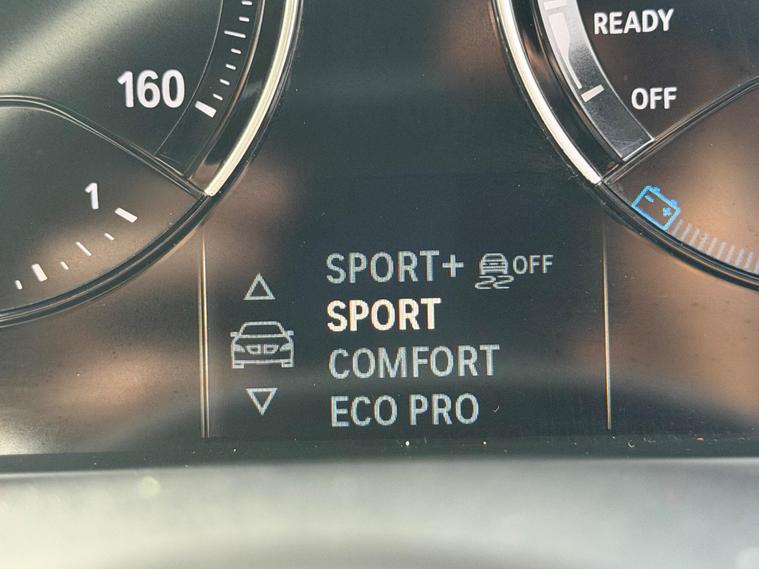 READY
160
OFF
1
SPORT+ OFF
SPORT
COMFORT
ECO PRO